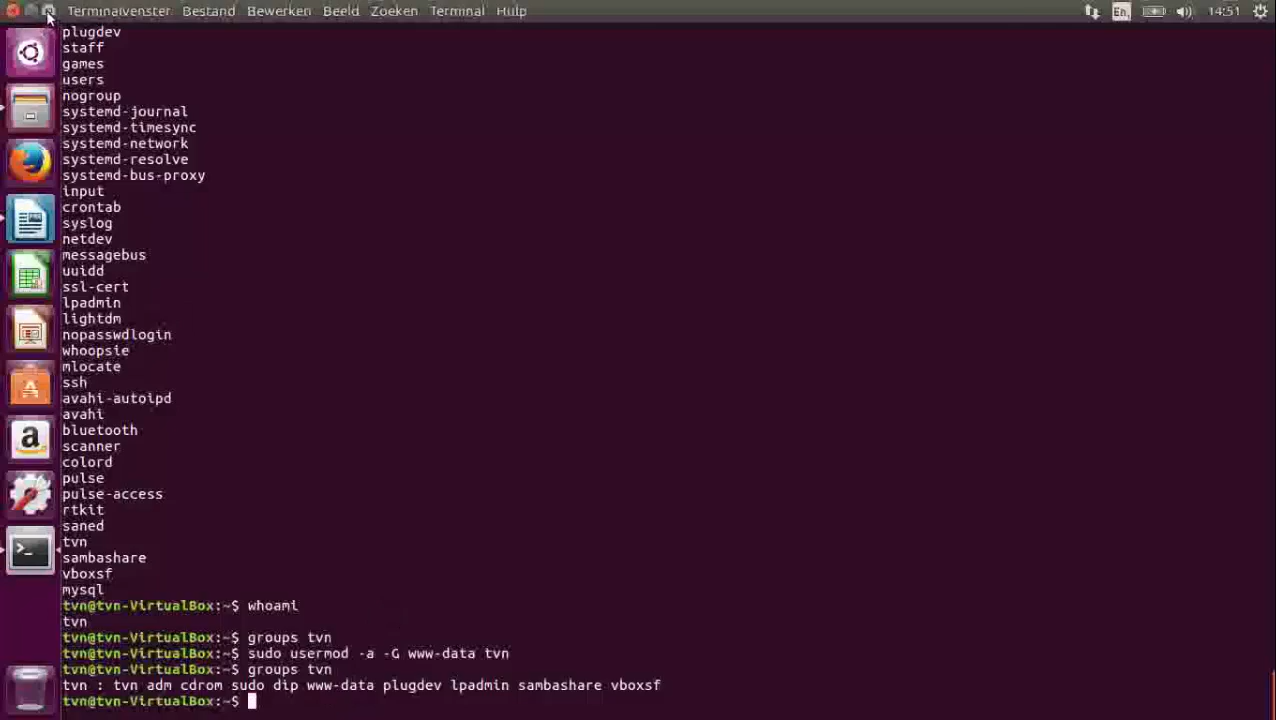 Terminalvenster Bestand Bewerken Beeld Zoeken Terminal Hulp En 14:51
plugdev
staff
games
users
nogroup
systemd-journal
systemd-timesync
systemd-network
systemd-resolve
systemd-bus-proxy
input
crontab
syslog
netdev
messagebus
uuidd
ssl-cert
lpadmin
lightdm
nopasswdlogin
whoopsie
mlocate
ssh
avahi-autoipd
avahi
bluetooth
scanner
colord
pulse
pulse-access
rtkit
saned
tvn
sambashare
vboxsf
mysql
tvn@tvn-VirtualBox:~$ whoami
tvn
tvn@tvn-VirtualBox:~$ groups tvn
tvn@tvn-VirtualBox:~$ sudo usermod -a -G www-data tvn
tvn@tvn-VirtualBox:~$ groups tvn
tvn : tvn adm cdrom sudo dip www-data plugdev lpadmin sambashare vboxsf
tvn@tvn-VirtualBox:~$